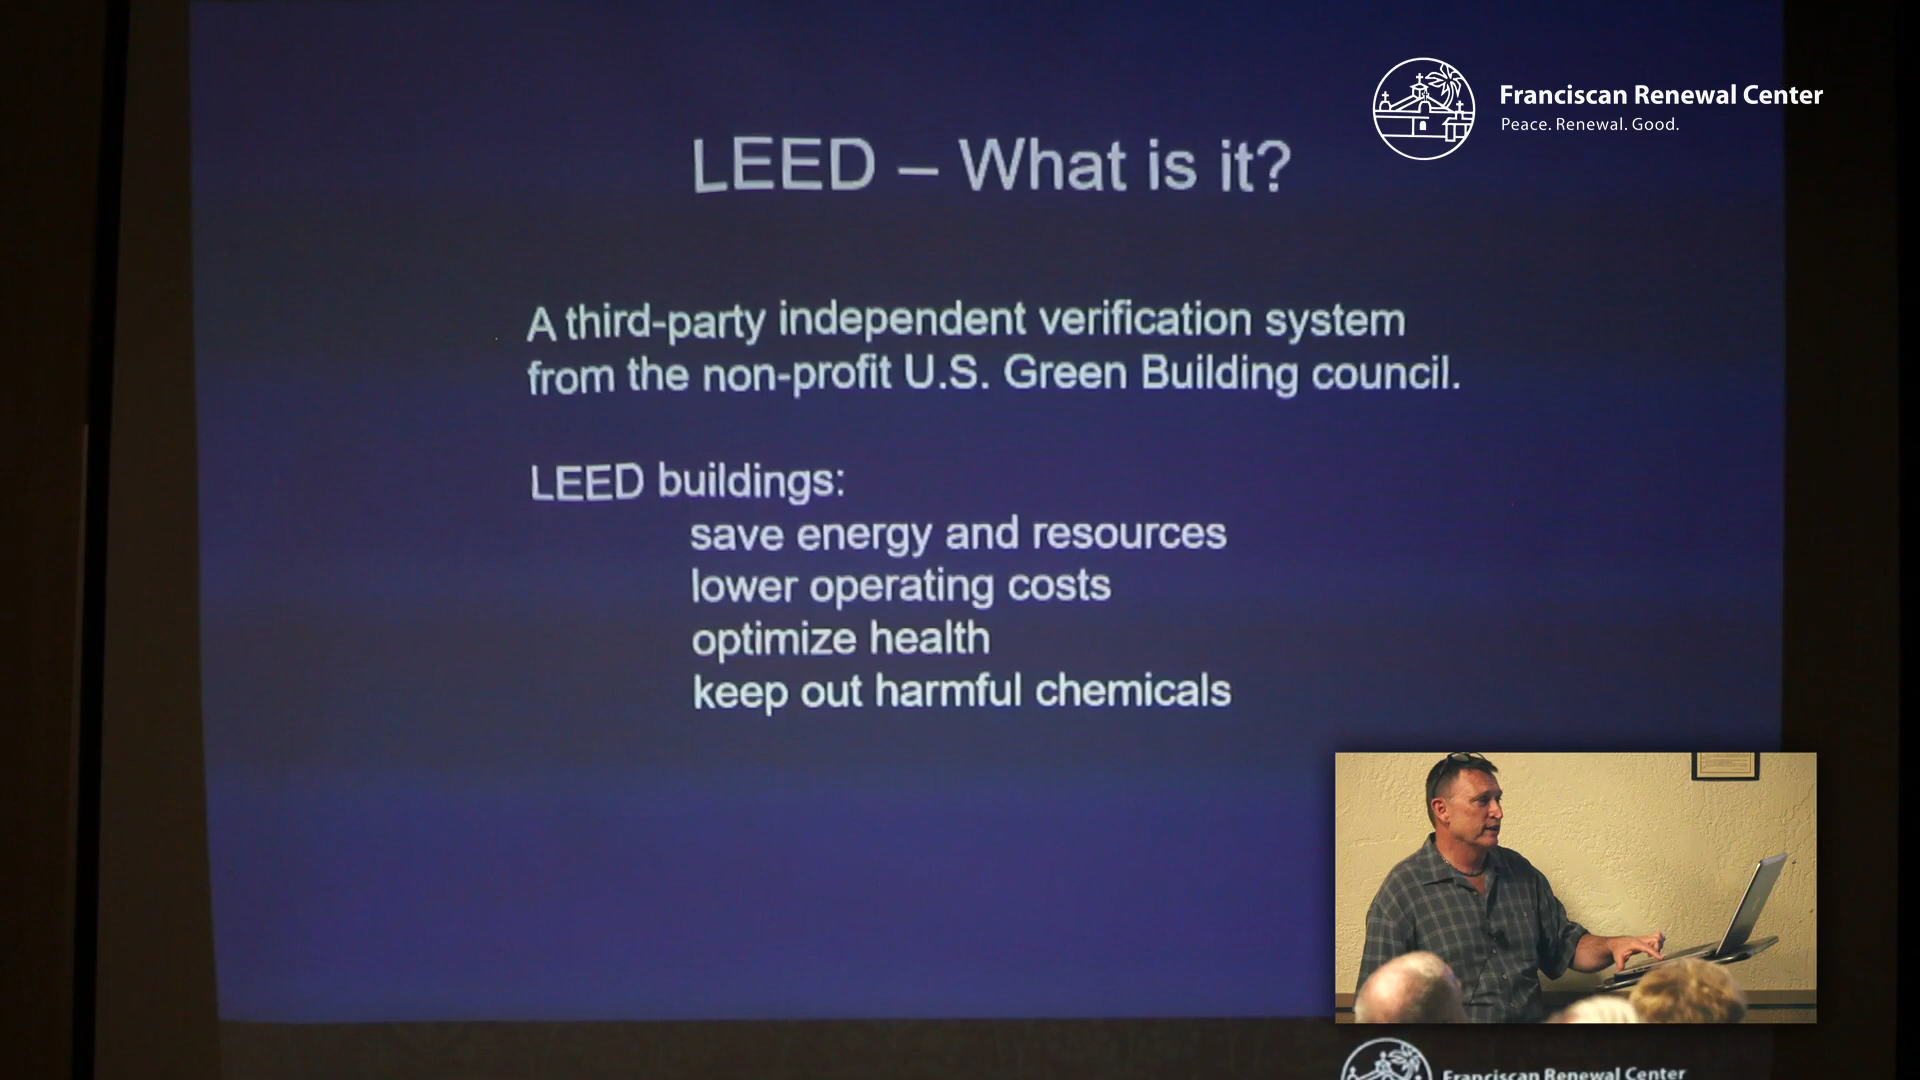 Franciscan Renewal Center
Peace. Renewal. Good.
LEED – What is it?
A third-party independent verification system
from the non-profit U.S. Green Building council.
LEED buildings:
save energy and resources
lower operating costs
optimize health
keep out harmful chemicals
Franciscan Renewal Center